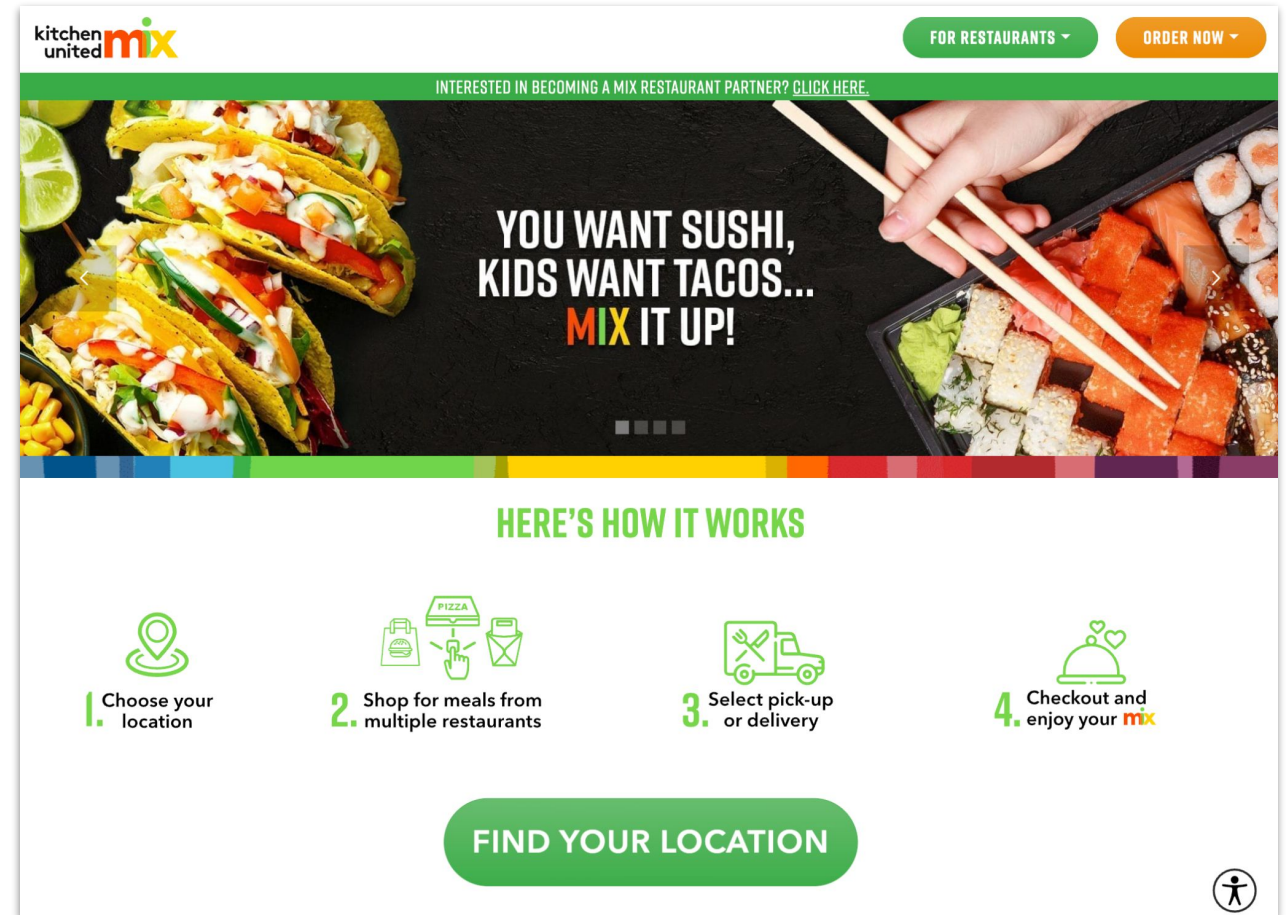 kitchen
united mix
FOR RESTAURANTS
ORDER NOW
INTERESTED IN BECOMING A MIX RESTAURANT PARTNER? CLICK HERE.
YOU WANT SUSHI,
KIDS WANT TACOS...
MIX IT UP!
HERE'S HOW IT WORKS
1. Choose your
location
PIZZA
2. Shop for meals from
multiple restaurants
3. Select pick-up
or delivery
4. Checkout and
enjoy your mix
FIND YOUR LOCATION